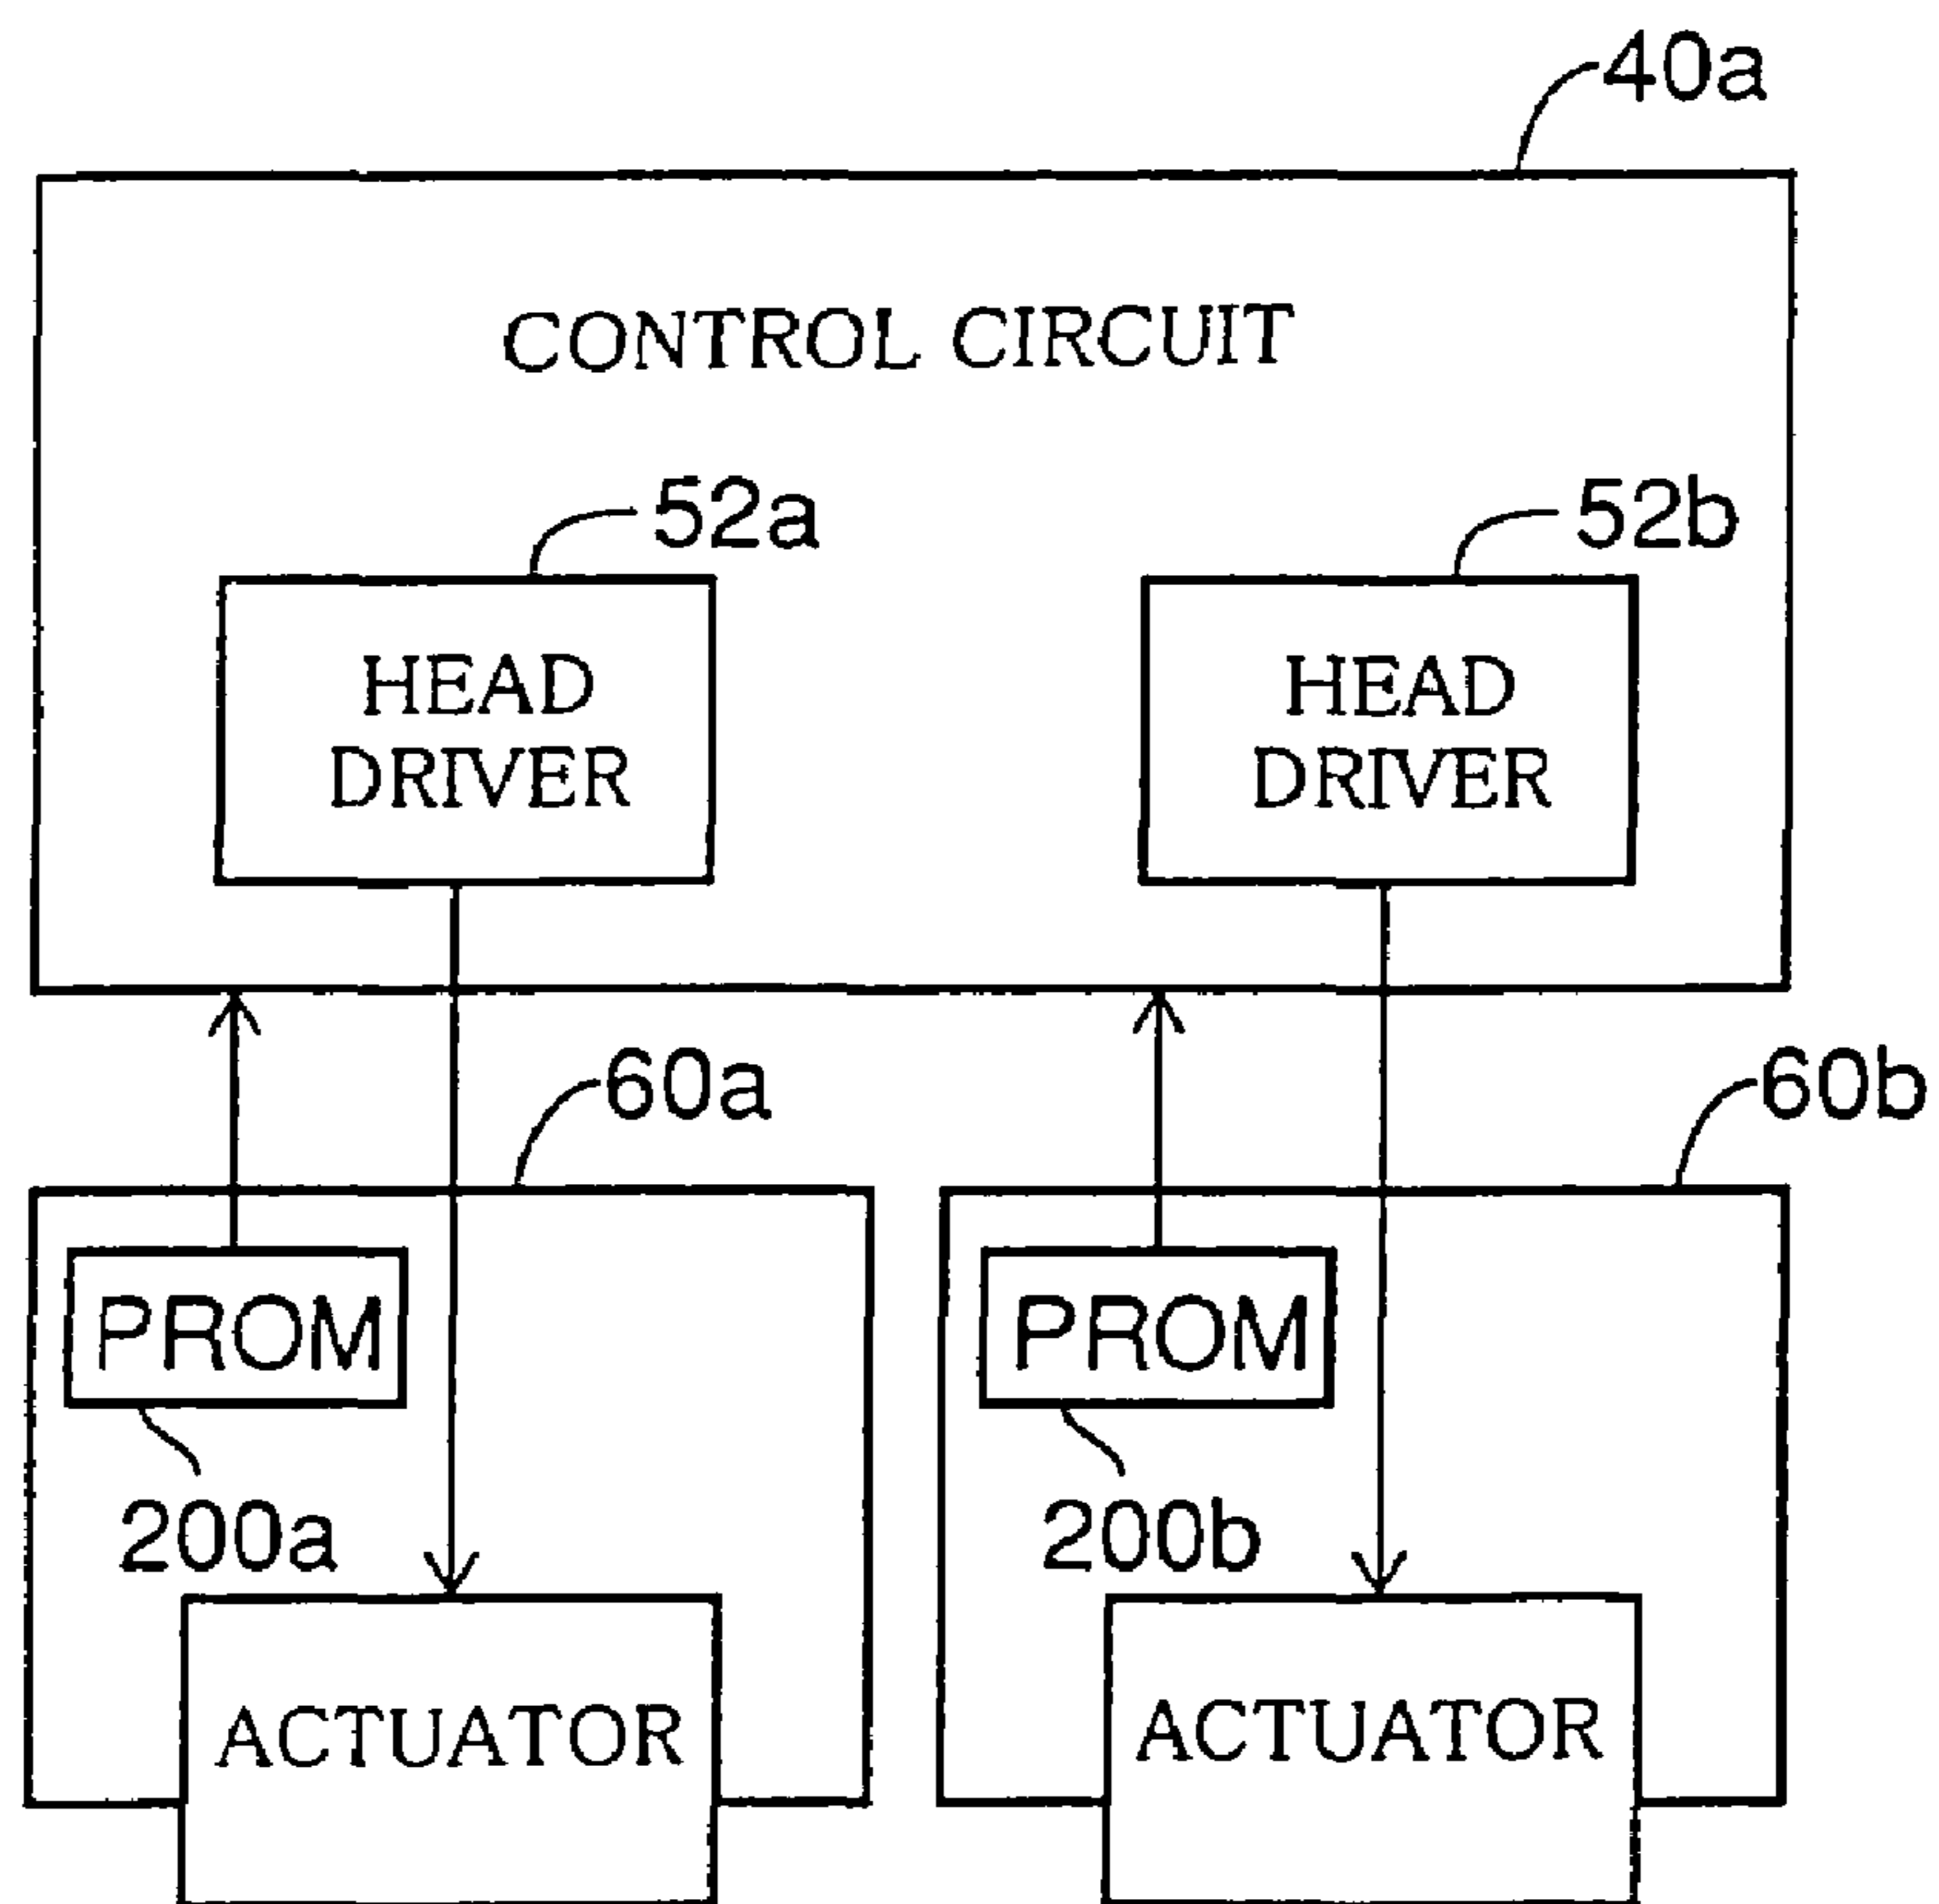 40a
CONTROL CIRCUIT
52a
52b
HEAD
DRIVER
HEAD
DRIVER
60a
60b
PROM
PROM
200a
200b
ACTUATOR
ACTUATOR